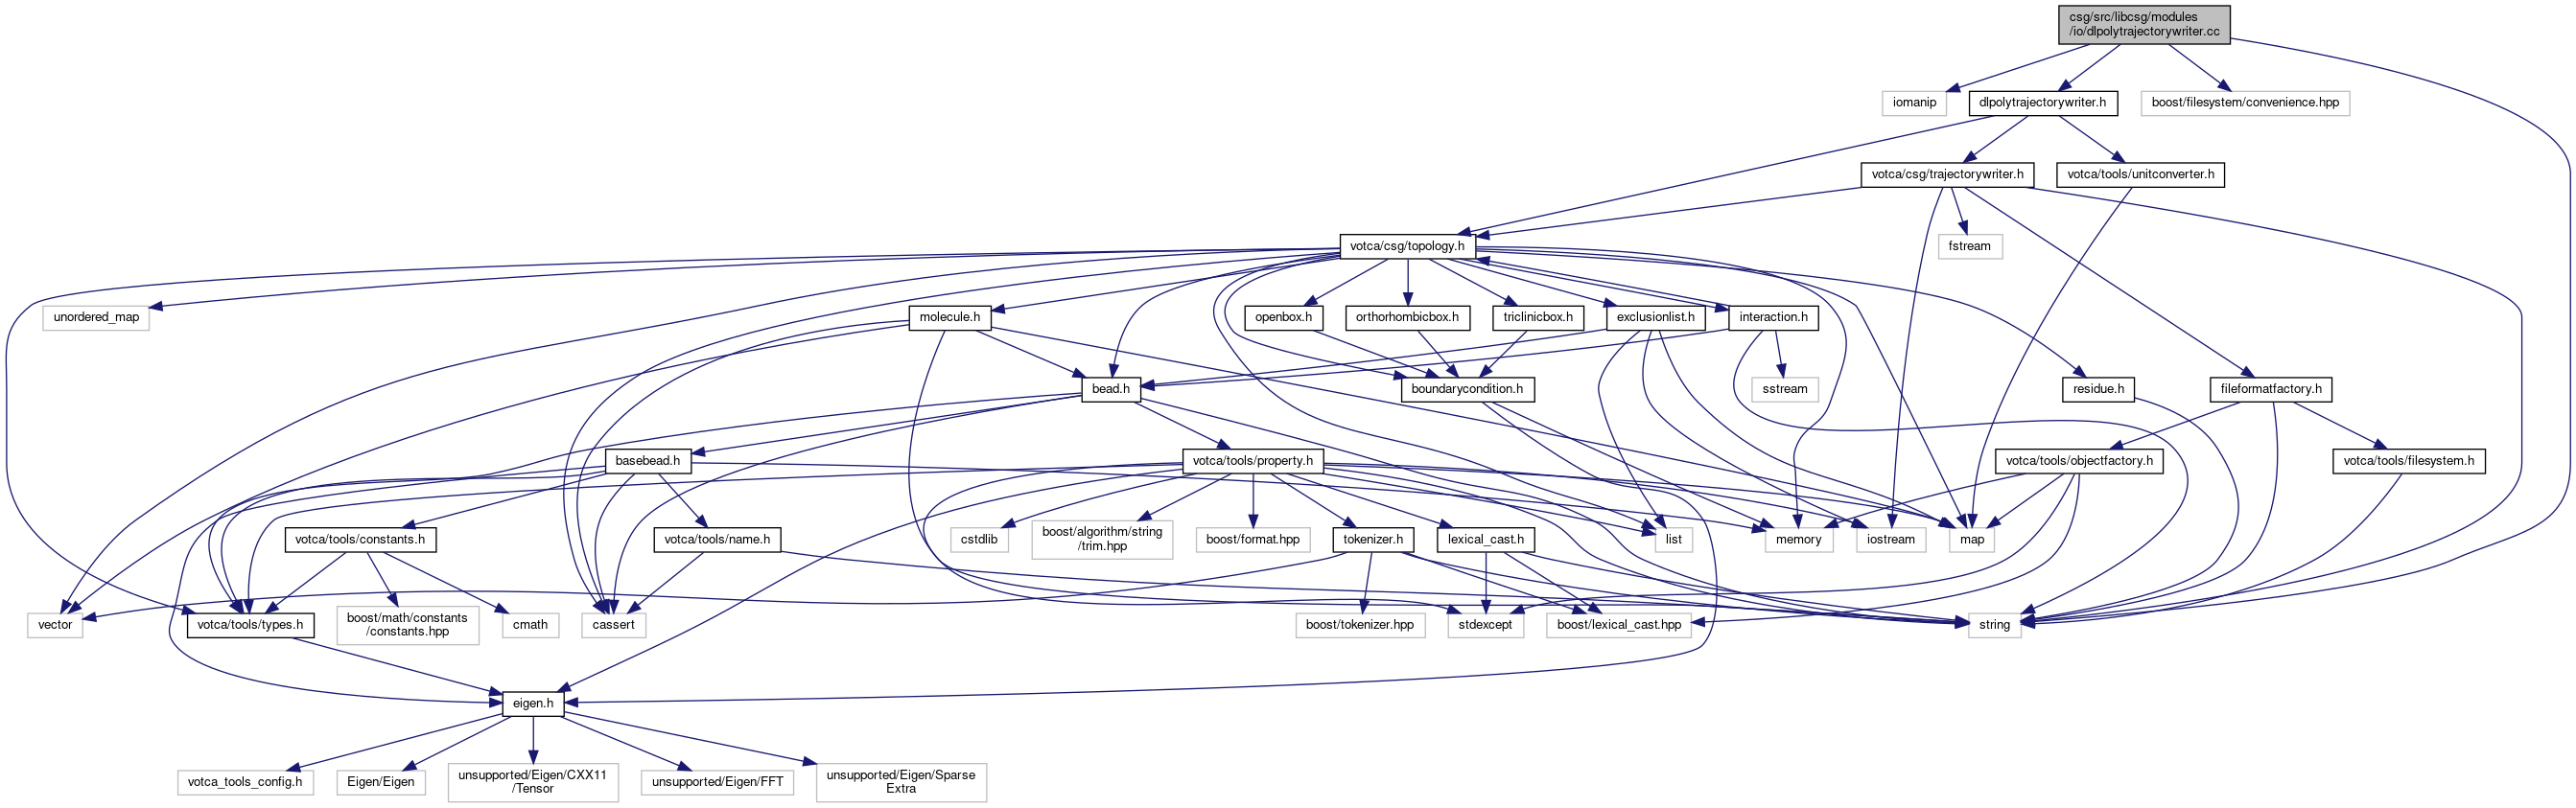 csg/src/libcsg/modules
/io/dlpolytrajectorywriter.cc
iomanip
dlpolytrajectorywriter.h
boost/filesystem/convenience.hpp
votca/csg/trajectorywriter.h
votca/tools/unitconverter.h
votca/csg/topology.h
fstream
unordered_map
molecule.h
openbox.h
orthorhombicbox.h
triclinicbox.h
exclusionlist.h
interaction.h
bead.h
boundarycondition.h
sstream
residue.h
fileformatfactory.h
basebead.h
votca/tools/property.h
votca/tools/objectfactory.h
votca/tools/filesystem.h
votca/tools/constants.h
votca/tools/name.h
cstdlib
boost/algorithm/string
/trim.hpp
boost/format.hpp
tokenizer.h
lexical_cast.h
list
memory
iostream
map
vector
votca/tools/types.h
boost/math/constants
/constants.hpp
cmath
cassert
boost/tokenizer.hpp
stdexcept
boost/lexical_cast.hpp
string
eigen.h
votca_tools_config.h
Eigen/Eigen
unsupported/Eigen/CXX11
/Tensor
unsupported/Eigen/FFT
unsupported/Eigen/Sparse
Extra